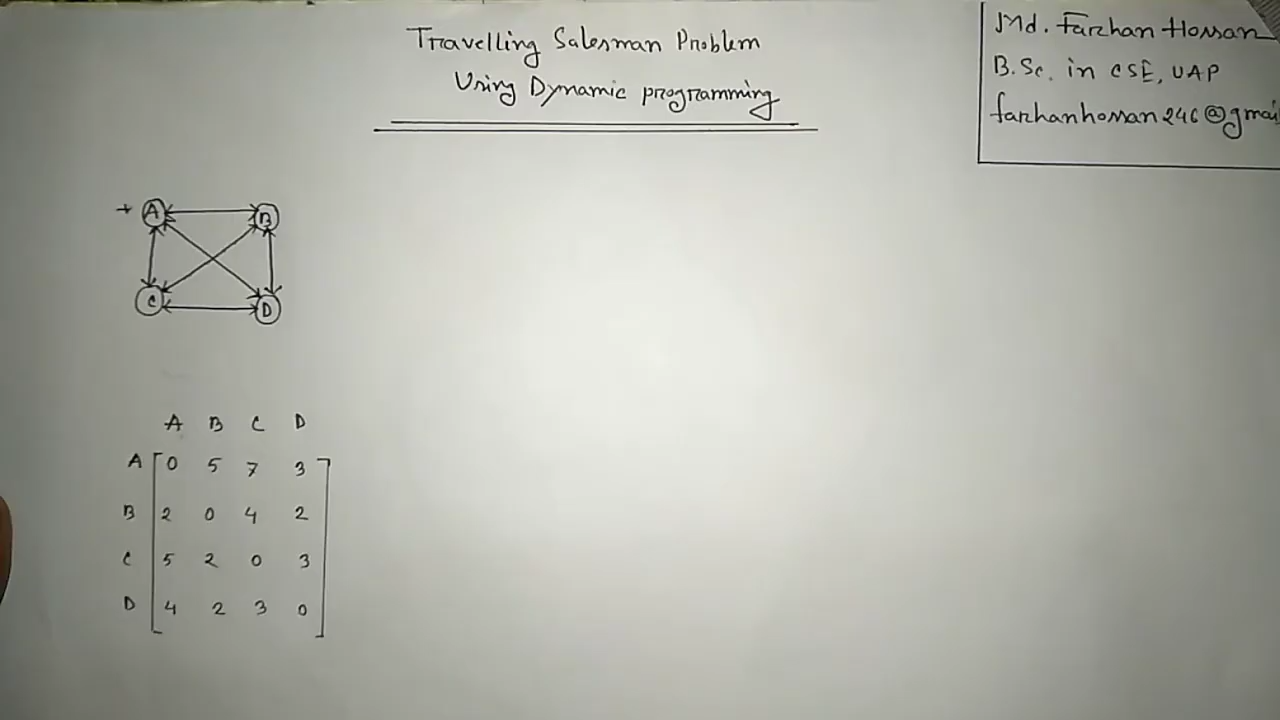 Travelling Salesman Problem
Using Dynamic programming
Md. Farhan Hossan
B.Sc. in CSE, UAP
farhanhossan246@gmai
A B
C D
A B C D
A 0 5 7 3
B 2 0 4 2
C 5 2 0 3
D 4 2 3 0